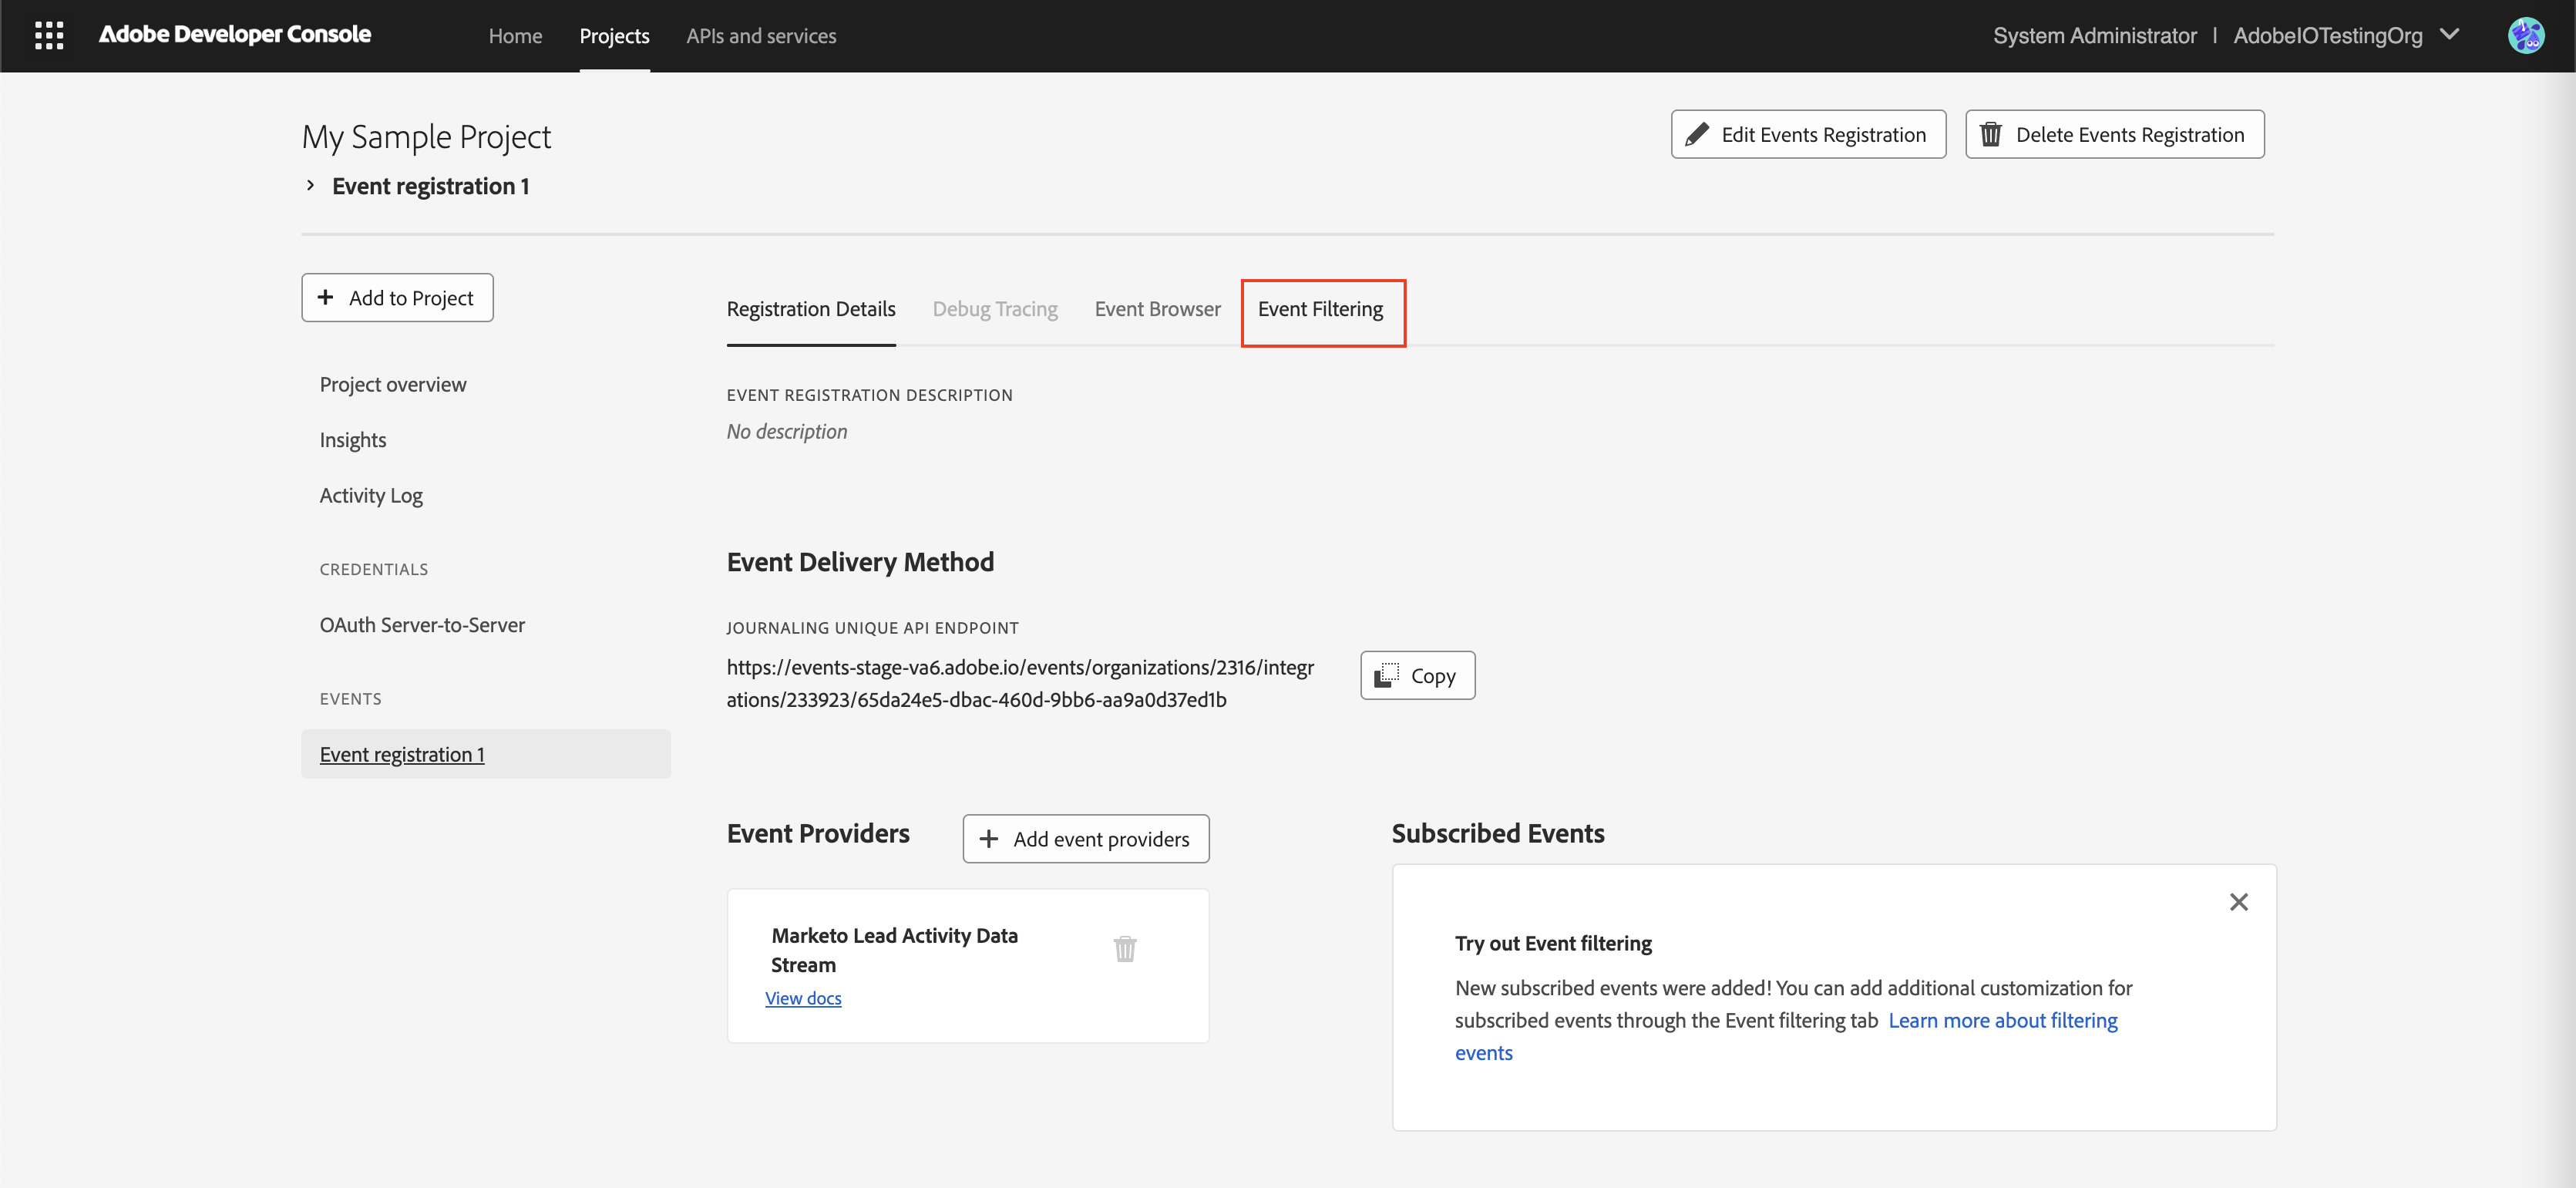 Adobe Developer Console
Home
Projects
APIs and services
System Administrator | AdobeIOTestingOrg
My Sample Project
Edit Events Registration
Delete Events Registration
Event registration 1
Add to Project
Project overview
Insights
Activity Log
CREDENTIALS
OAuth Server-to-Server
EVENTS
Event registration 1
Registration Details
Debug Tracing
Event Browser
Event Filtering
EVENT REGISTRATION DESCRIPTION
No description
Event Delivery Method
JOURNALING UNIQUE API ENDPOINT
https://events-stage-va6.adobe.io/events/organizations/2316/integr
ations/233923/65da24e5-dbac-460d-9bb6-aa9a0d37ed1b
Copy
Event Providers
Add event providers
Marketo Lead Activity Data
Stream
View docs
Subscribed Events
Try out Event filtering
New subscribed events were added! You can add additional customization for
subscribed events through the Event filtering tab Learn more about filtering
events